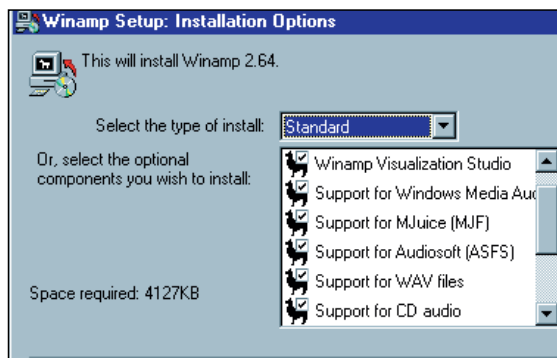 Winamp Setup: Installation Options
This will install Winamp 2.64.
Select the type of install: Standard
Or, select the optional
components you wish to install:
Winamp Visualization Studio
Support for Windows Media Au
Support for MJuice (MJF)
Support for Audiosoft (ASFS)
Support for WAV files
Support for CD audio
Space required: 4127KB